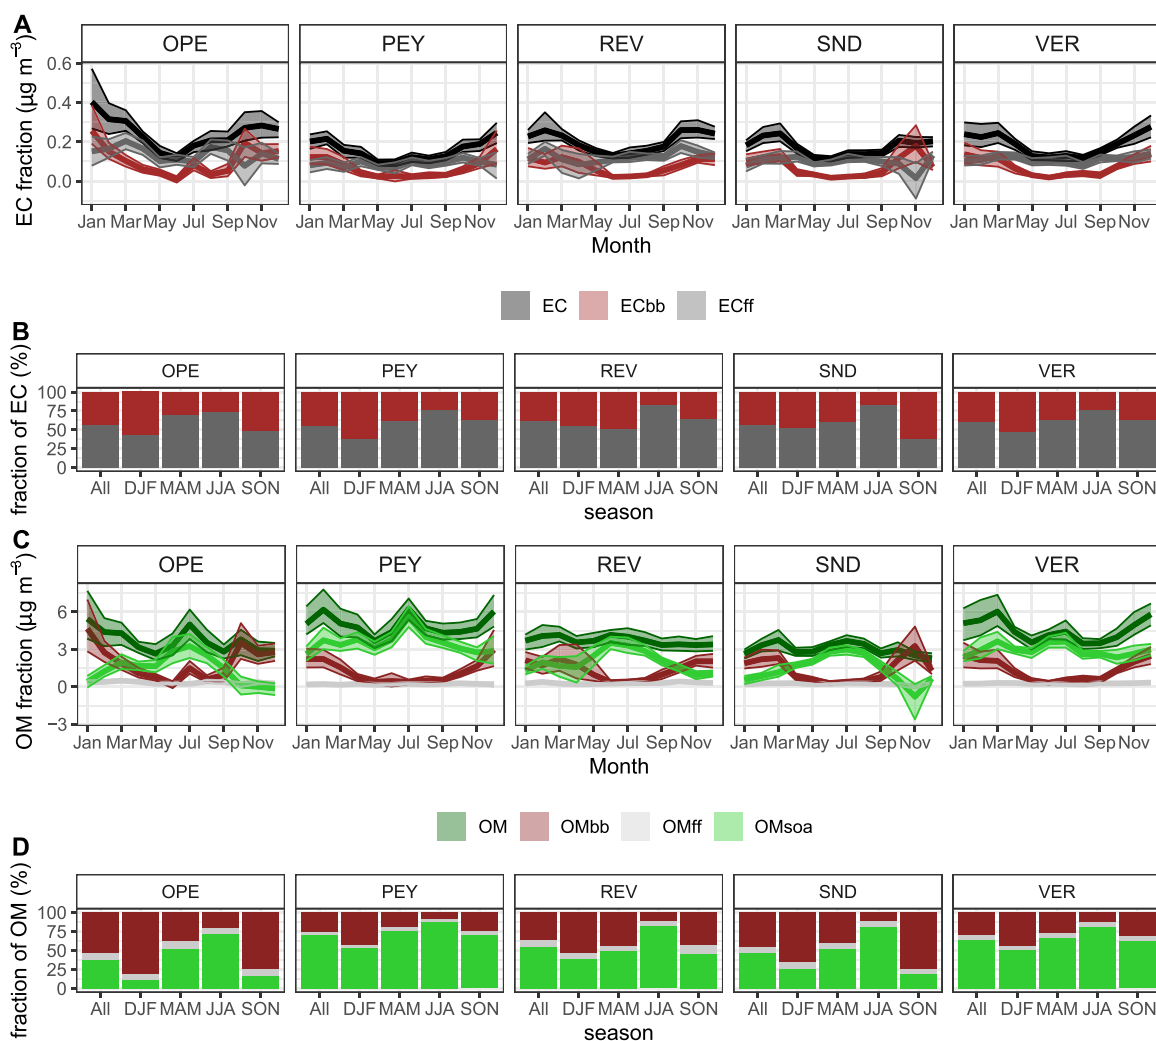 A
EC fraction (µg m⁻³)
OPE PEY REV SND VER
0.6
0.4
0.2
0.0
Jan Mar May Jul Sep Nov Jan Mar May Jul Sep Nov Jan Mar May Jul Sep Nov Jan Mar May Jul Sep Nov Jan Mar May Jul Sep Nov
Month
EC ECbb ECff
B
fraction of EC (%)
OPE PEY REV SND VER
100
75
50
25
0
All DJF MAM JJA SON All DJF MAM JJA SON All DJF MAM JJA SON All DJF MAM JJA SON All DJF MAM JJA SON
season
C
OM fraction (µg m⁻³)
OPE PEY REV SND VER
6
3
0
−3
Jan Mar May Jul Sep Nov Jan Mar May Jul Sep Nov Jan Mar May Jul Sep Nov Jan Mar May Jul Sep Nov Jan Mar May Jul Sep Nov
Month
OM OMbb OMff OMsoa
D
fraction of OM (%)
OPE PEY REV SND VER
100
75
50
25
0
All DJF MAM JJA SON All DJF MAM JJA SON All DJF MAM JJA SON All DJF MAM JJA SON All DJF MAM JJA SON
season